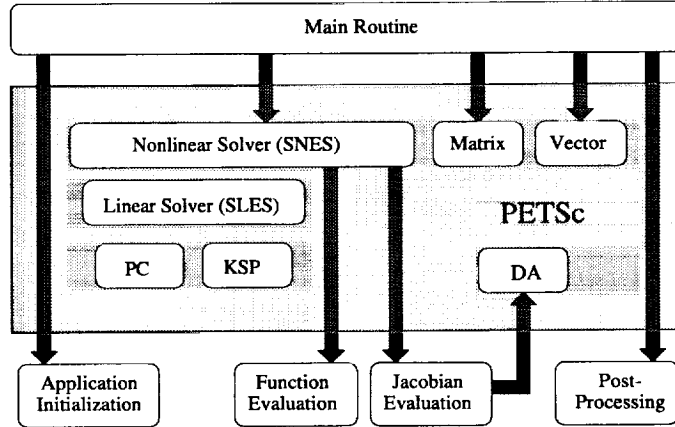 Main Routine
Nonlinear Solver (SNES)
Matrix
Vector
Linear Solver (SLES)
PETSc
PC
KSP
DA
Application
Initialization
Function
Evaluation
Jacobian
Evaluation
Post-
Processing